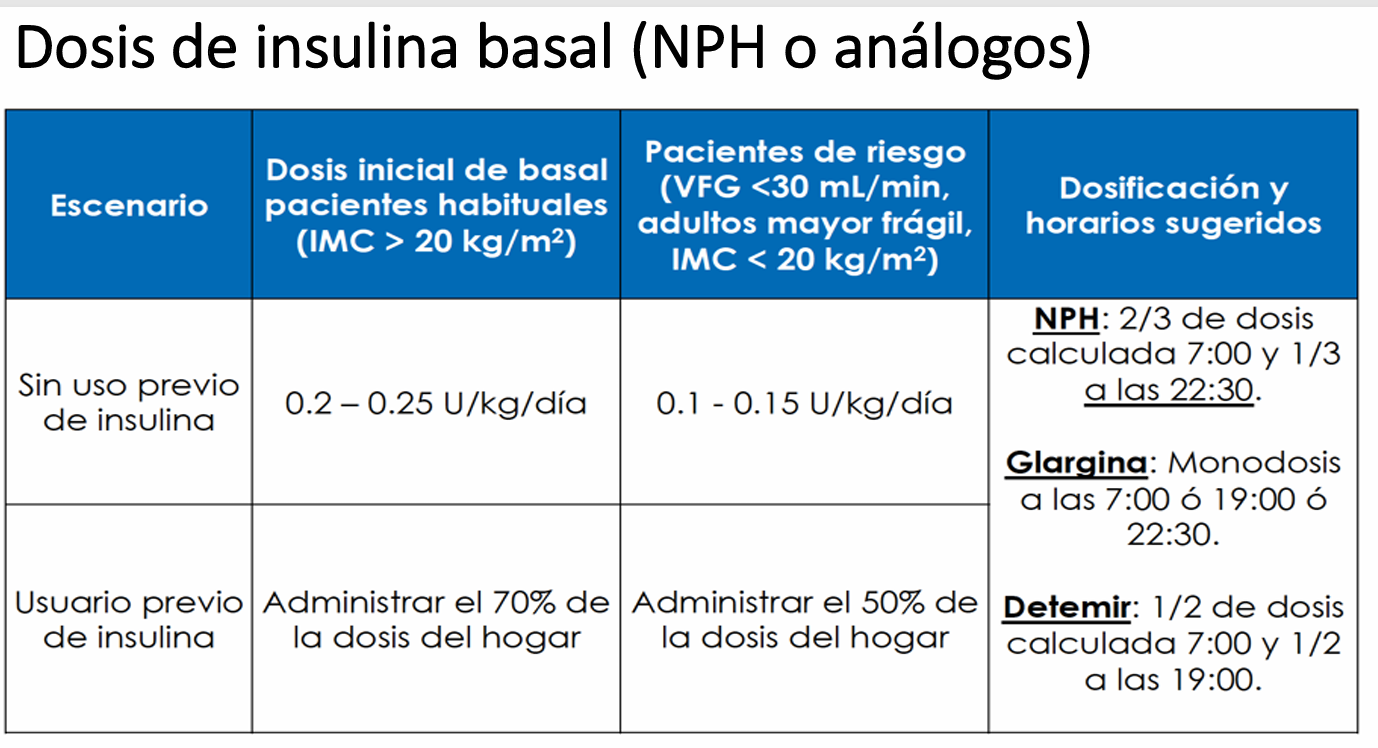 Dosis de insulina basal (NPH o análogos)
Escenario
Dosis inicial de basal
pacientes habituales
(IMC > 20 kg/m²)
Pacientes de riesgo
(VFG <30 mL/min,
adultos mayor frágil,
IMC < 20 kg/m²)
Dosificación y
horarios sugeridos
Sin uso previo
de insulina
0.2 – 0.25 U/kg/día
0.1 - 0.15 U/kg/día
NPH: 2/3 de dosis
calculada 7:00 y 1/3
a las 22:30.
Glargina: Monodosis
a las 7:00 ó 19:00 ó
22:30.
Usuario previo
de insulina
Administrar el 70% de
la dosis del hogar
Administrar el 50% de
la dosis del hogar
Detemir: 1/2 de dosis
calculada 7:00 y 1/2
a las 19:00.